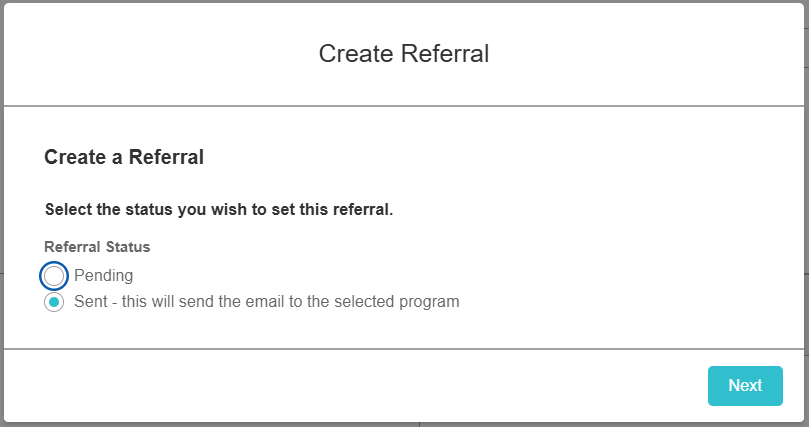 Create Referral
Create a Referral
Select the status you wish to set this referral.
Referral Status
Pending
Sent - this will send the email to the selected program
Next